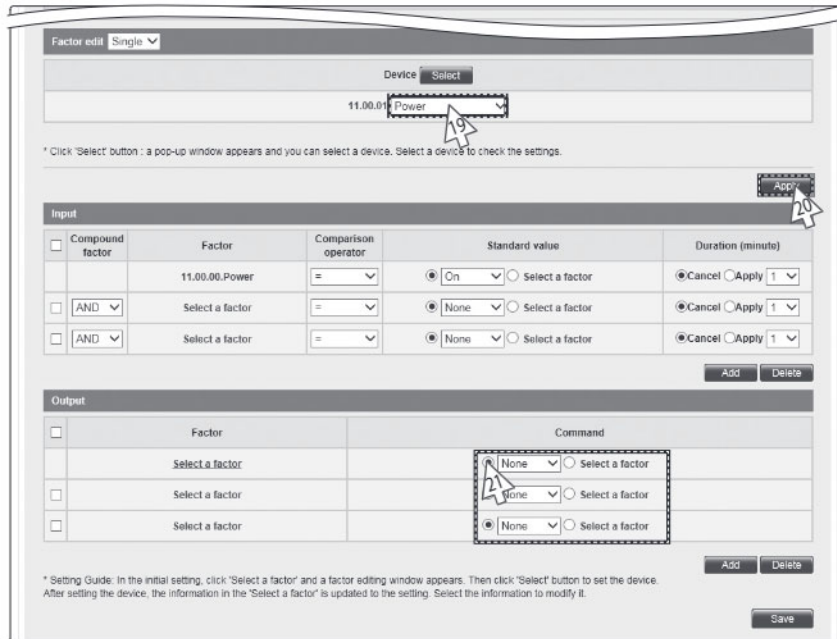 Factor edit Single
Device Select
11.00.01 Power
19
* Click 'Select' button : a pop-up window appears and you can select a device. Select a device to check the settings.
Apply
20
Input
Compound factor Factor Comparison operator Standard value Duration (minute)
11.00.00.Power = On Select a factor Cancel Apply 1
AND Select a factor = None Select a factor Cancel Apply 1
AND Select a factor = None Select a factor Cancel Apply 1
Add Delete
Output
Factor Command
Select a factor None Select a factor
21
Select a factor None Select a factor
Select a factor None Select a factor
Add Delete
* Setting Guide: In the initial setting, click 'Select a factor' and a factor editing window appears. Then click 'Select' button to set the device.
After setting the device, the information in the 'Select a factor' is updated to the setting. Select the information to modify it.
Save